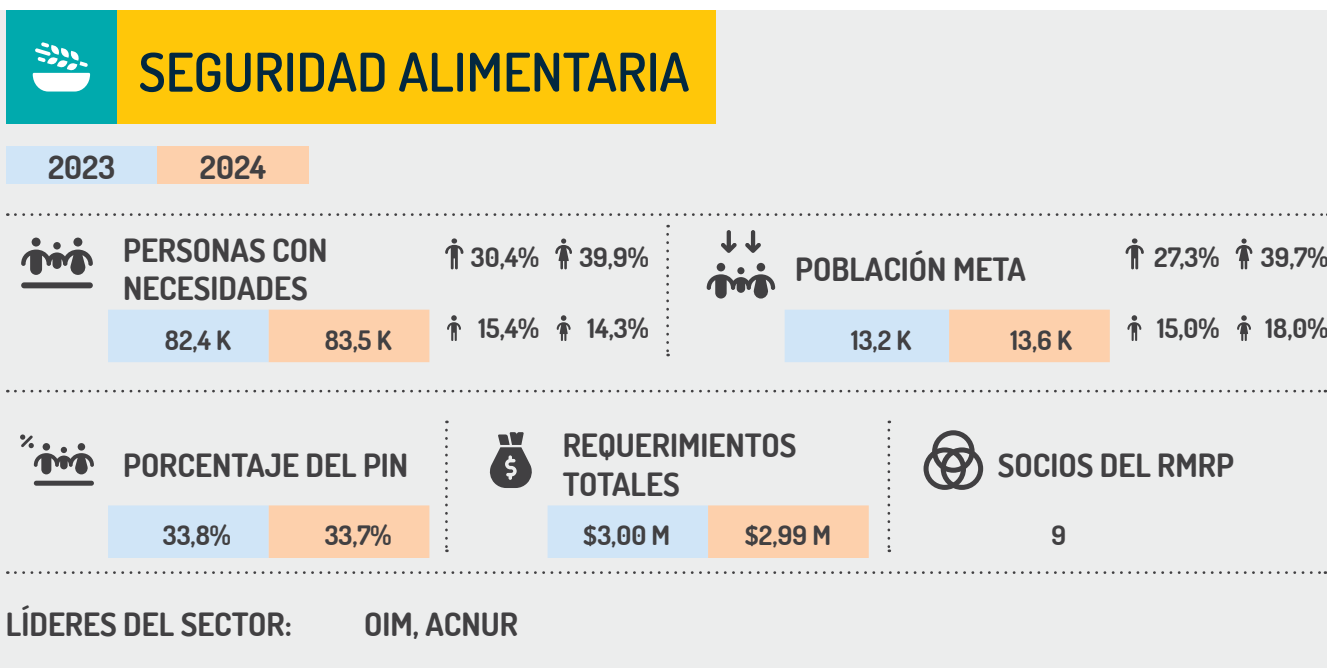 SEGURIDAD ALIMENTARIA
2023 2024
PERSONAS CON
NECESIDADES
30,4% 39,9%
82,4 K 83,5 K
15,4% 14,3%
POBLACIÓN META
27,3% 39,7%
13,2 K 13,6 K
15,0% 18,0%
% PORCENTAJE DEL PIN
33,8% 33,7%
$ REQUERIMIENTOS
TOTALES
$3,00 M $2,99 M
SOCIOS DEL RMRP
9
LÍDERES DEL SECTOR: OIM, ACNUR